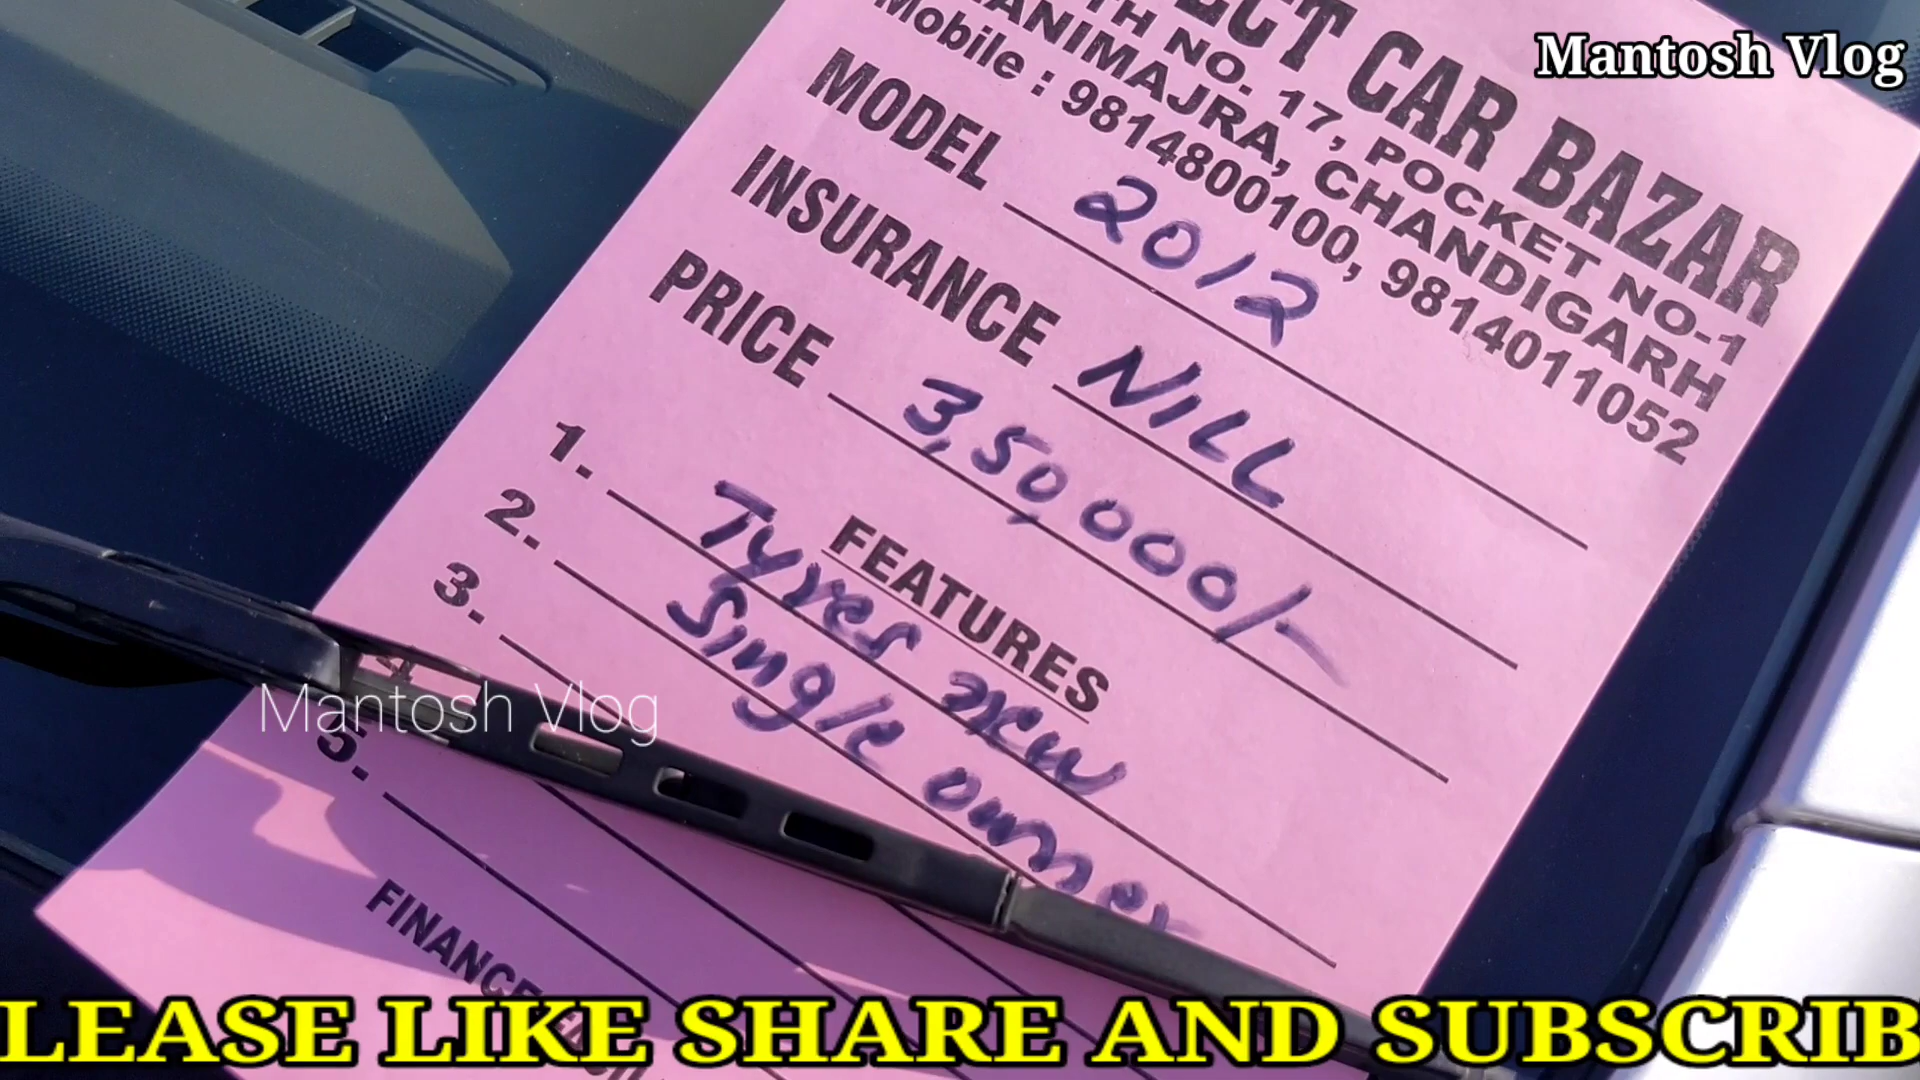 CAR BAZAR
NO. 17, POCKET NO-1
MANIMAJRA, CHANDIGARH
Mobile : 9814800100, 9814011052
MODEL 2012
INSURANCE NILL
PRICE 3,50,000/-
FEATURES
1. Tyres new
2. Single owner
3.
4
5.
FINANCE
Mantosh Vlog
Mantosh Vlog
LEASE LIKE SHARE AND SUBSCRIB